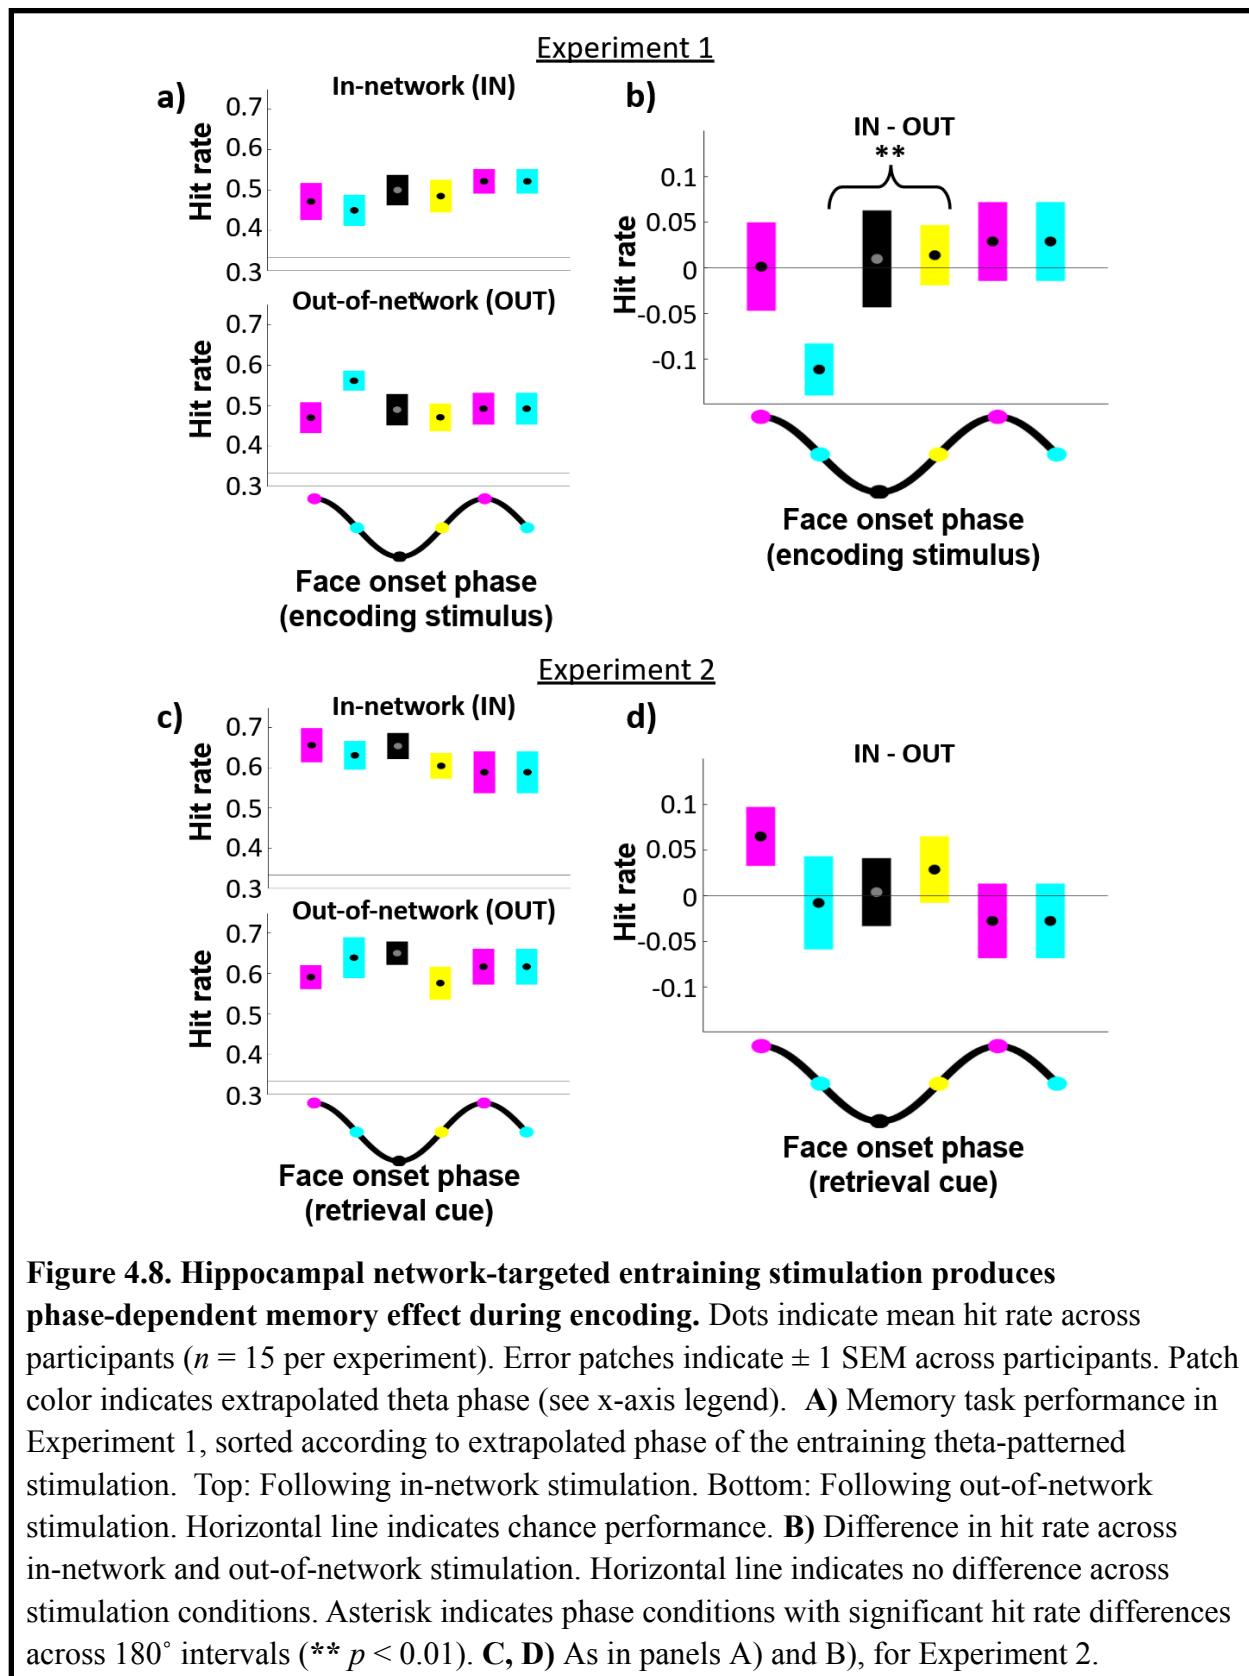 Experiment 1
a)
In-network (IN)
Hit rate
0.7
0.6
0.5
0.4
0.3
Out-of-network (OUT)
Hit rate
0.7
0.6
0.5
0.4
0.3
Face onset phase
(encoding stimulus)
b)
IN - OUT
**
Hit rate
0.1
0.05
0
-0.05
-0.1
Face onset phase
(encoding stimulus)
Experiment 2
c)
In-network (IN)
Hit rate
0.7
0.6
0.5
0.4
0.3
Out-of-network (OUT)
Hit rate
0.7
0.6
0.5
0.4
0.3
Face onset phase
(retrieval cue)
d)
IN - OUT
Hit rate
0.1
0.05
0
-0.05
-0.1
Face onset phase
(retrieval cue)
Figure 4.8. Hippocampal network-targeted entraining stimulation produces
phase-dependent memory effect during encoding. Dots indicate mean hit rate across
participants (n = 15 per experiment). Error patches indicate ± 1 SEM across participants. Patch
color indicates extrapolated theta phase (see x-axis legend). A) Memory task performance in
Experiment 1, sorted according to extrapolated phase of the entraining theta-patterned
stimulation. Top: Following in-network stimulation. Bottom: Following out-of-network
stimulation. Horizontal line indicates chance performance. B) Difference in hit rate across
in-network and out-of-network stimulation. Horizontal line indicates no difference across
stimulation conditions. Asterisk indicates phase conditions with significant hit rate differences
across 180˚ intervals (** p < 0.01). C, D) As in panels A) and B), for Experiment 2.